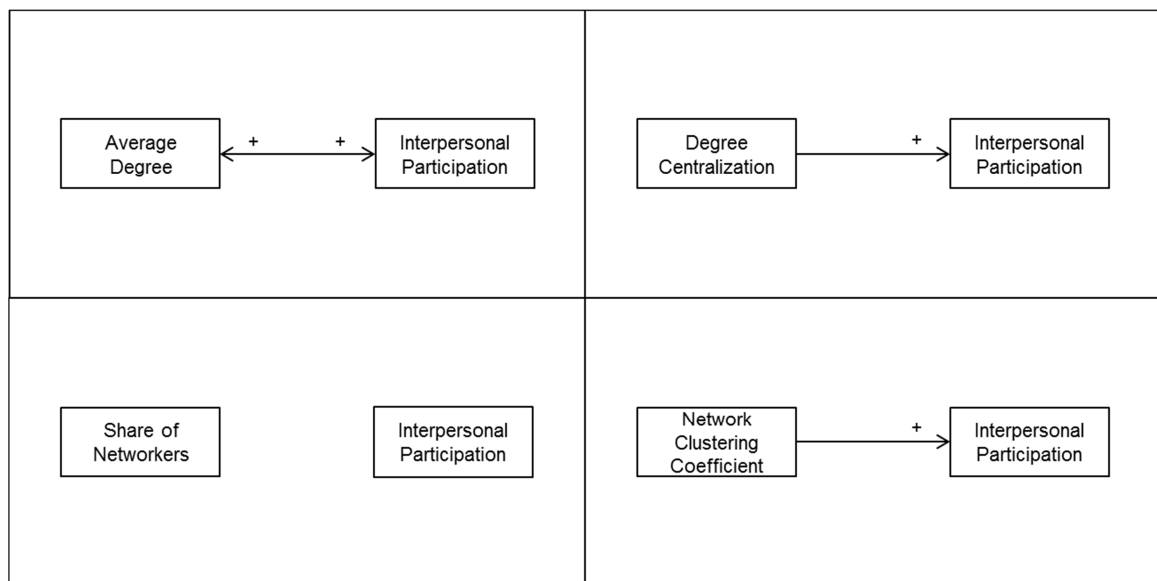 Average
Degree
+
+
Interpersonal
Participation
Degree
Centralization
+
Interpersonal
Participation
Share of
Networkers
Interpersonal
Participation
Network
Clustering
Coefficient
+
Interpersonal
Participation